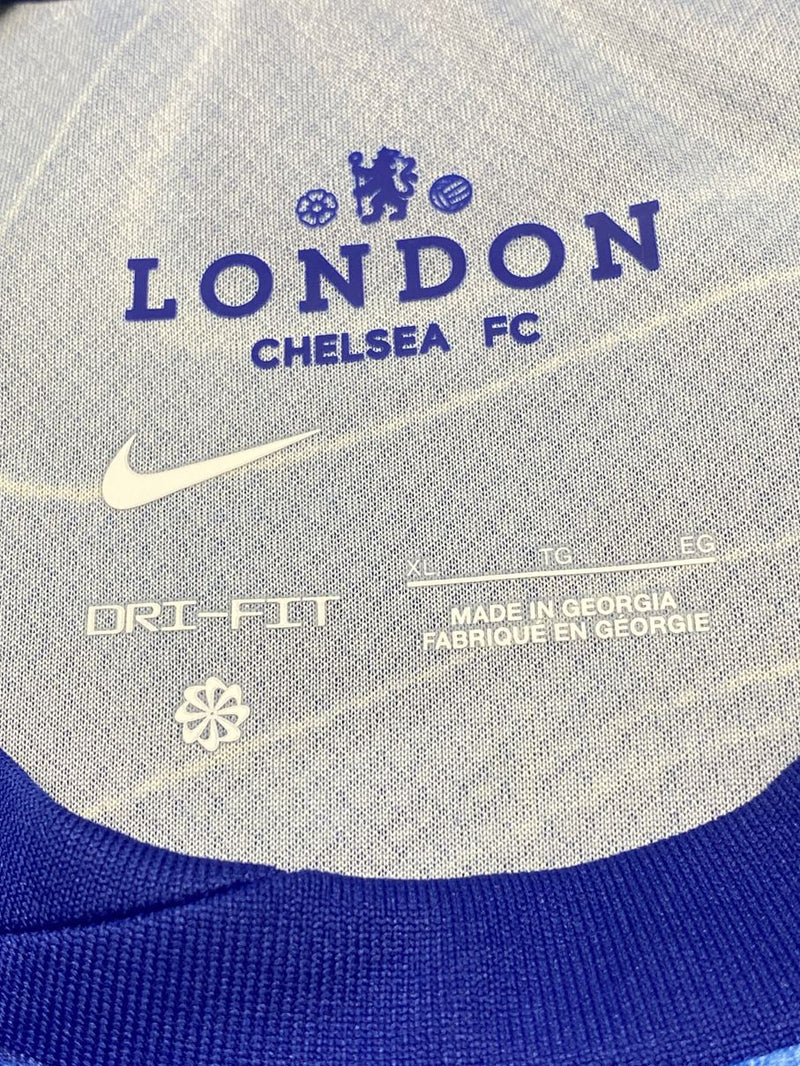 LONDON
CHELSEA FC
DRI-FIT
XL TG EG
MADE IN GEORGIA
FABRIQUÉ EN GÉORGIE